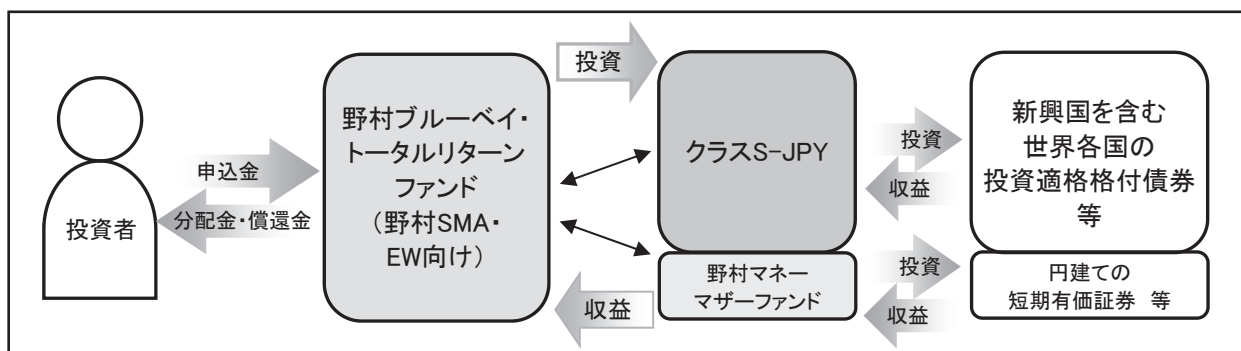 投資者
申込金
分配金・償還金
野村ブルーベイ・
トータルリターン
ファンド
（野村SMA・
EW向け）
投資
収益
クラスS-JPY
野村マネー
マザーファンド
投資
収益
投資
収益
新興国を含む
世界各国の
投資適格格付債券
等
円建ての
短期有価証券 等